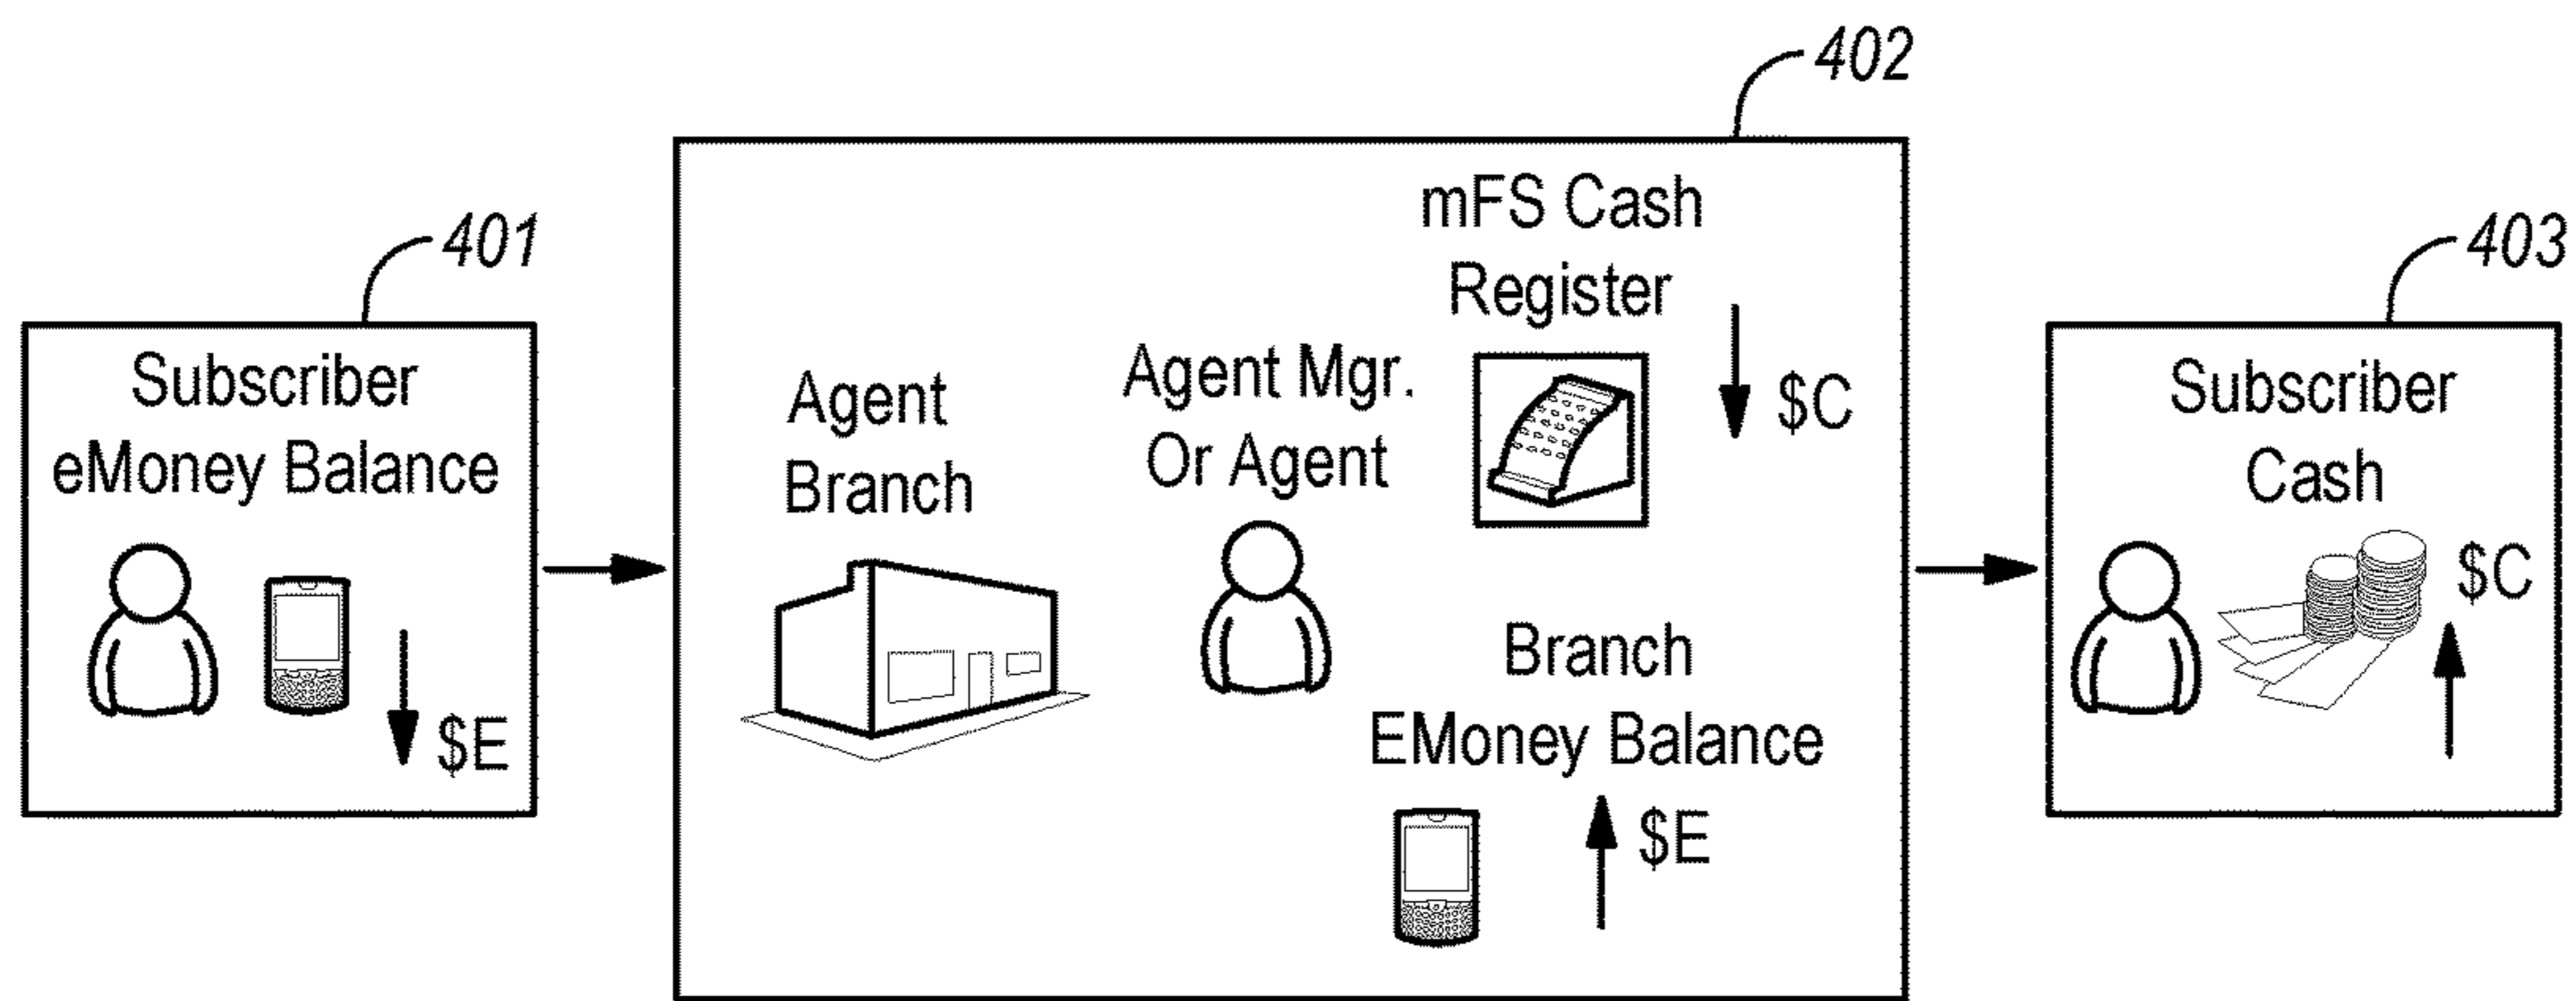 401
Subscriber
eMoney Balance
$E
402
Agent
Branch
Agent Mgr.
Or Agent
mFS Cash
Register
$C
Branch
EMoney Balance
$E
403
Subscriber
Cash
$C